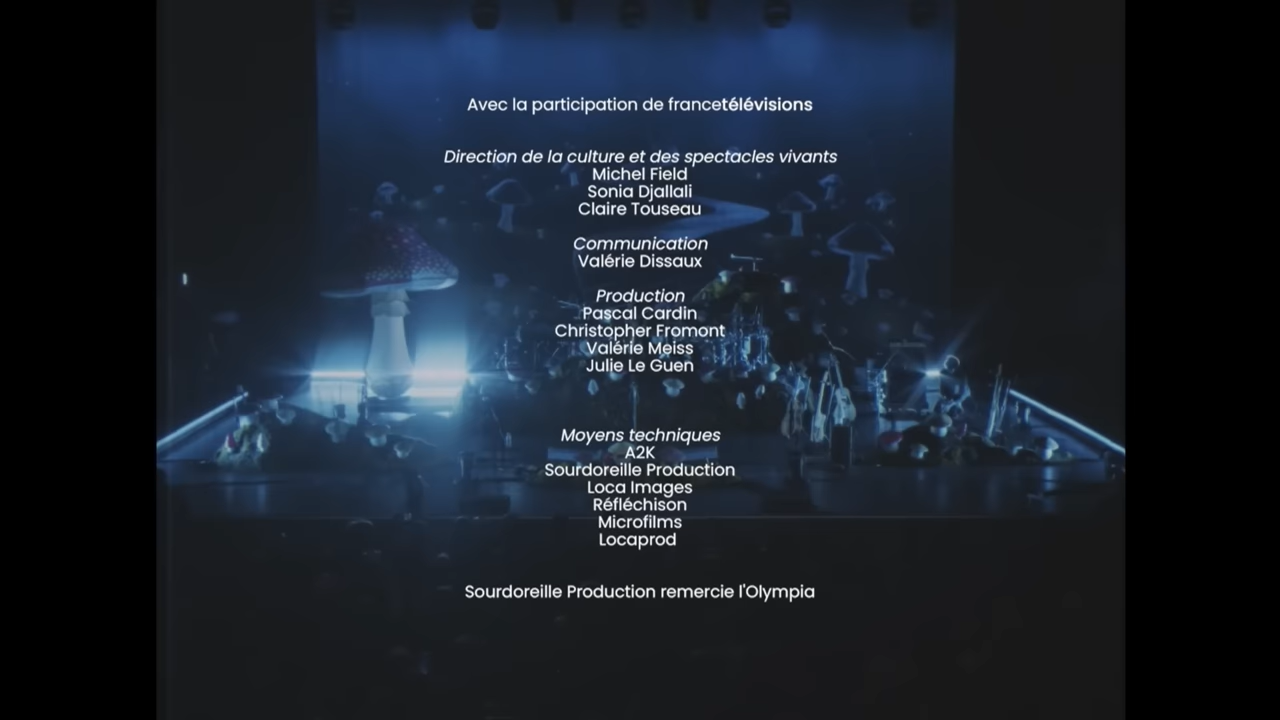 Avec la participation de francetélévisions
Direction de la culture et des spectacles vivants
Michel Field
Sonia Djallali
Claire Touseau
Communication
Valérie Dissaux
Production
Pascal Cardin
Christopher Fromont
Valérie Meiss
Julie Le Guen
Moyens techniques
A2K
Sourdoreille Production
Loca Images
Réfléchison
Microfilms
Locaprod
Sourdoreille Production remercie l'Olympia